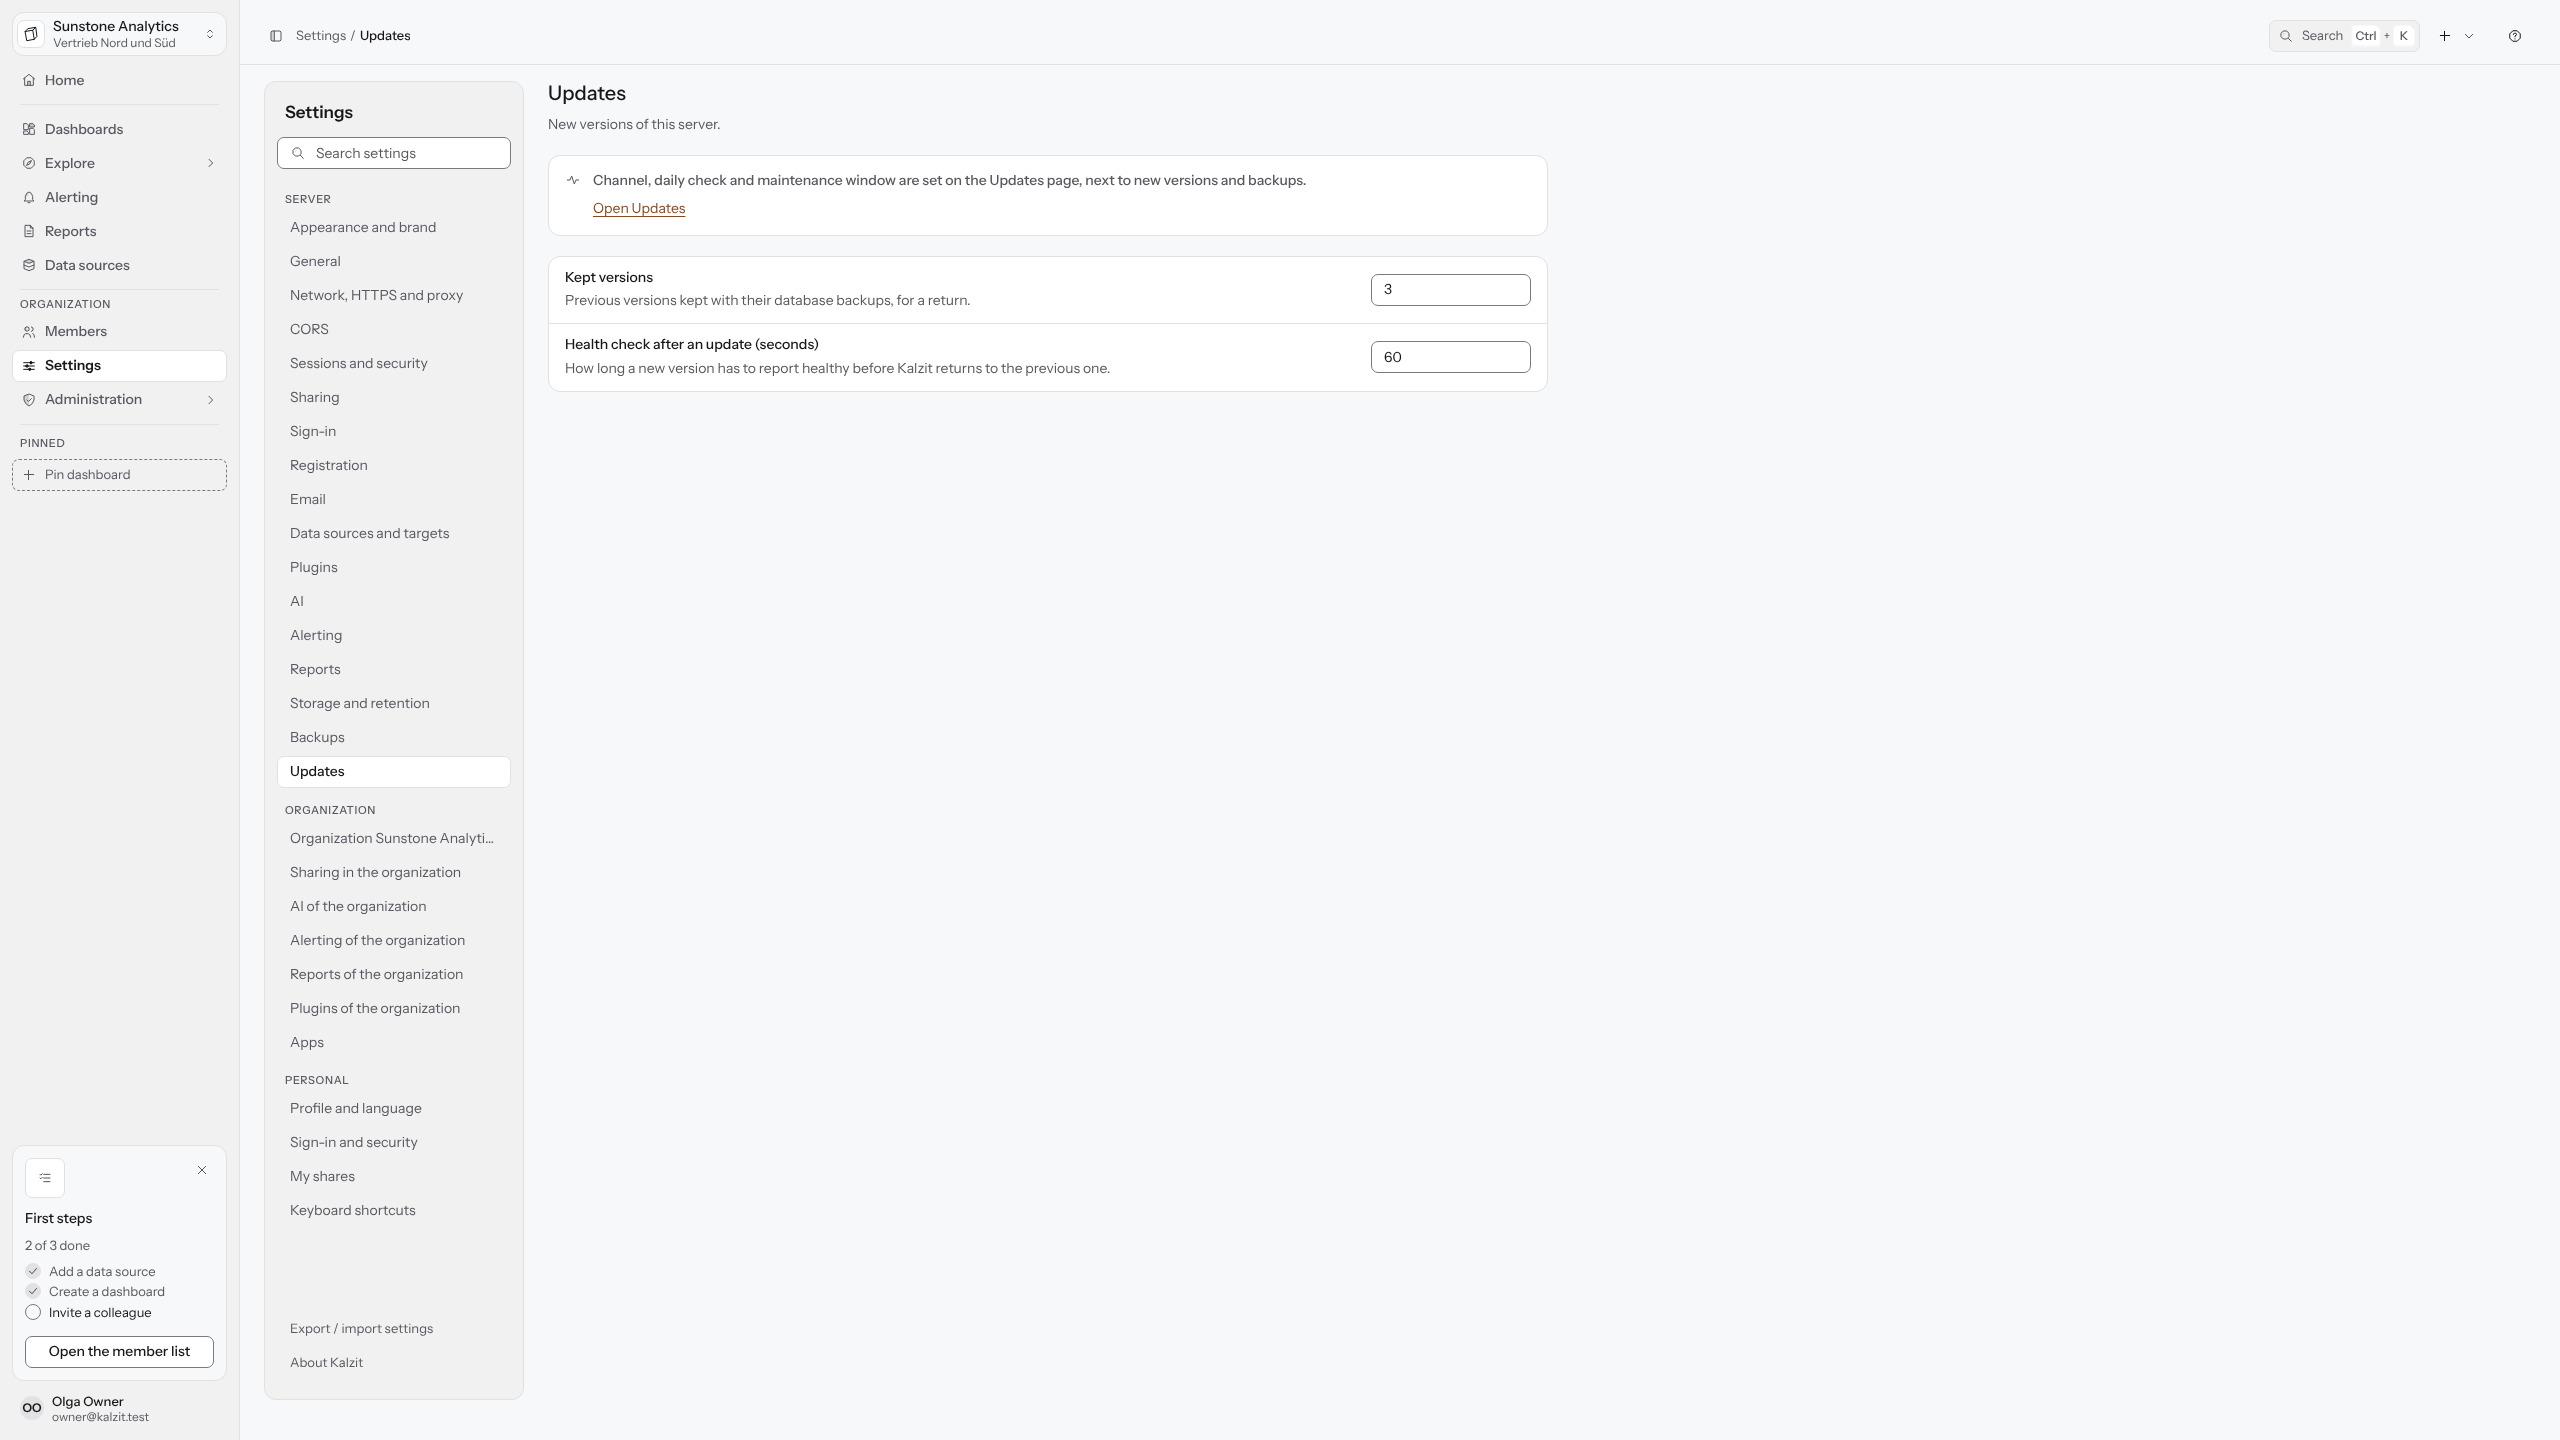 Sunstone Analytics
Vertrieb Nord und Süd
Home
Dashboards
Explore
Alerting
Reports
Data sources
ORGANIZATION
Members
Settings
Administration
PINNED
Pin dashboard
First steps
2 of 3 done
Add a data source
Create a dashboard
Invite a colleague
Open the member list
OO
Olga Owner
owner@kalzit.test
Settings / Updates
Search Ctrl + K
Settings
Search settings
SERVER
Appearance and brand
General
Network, HTTPS and proxy
CORS
Sessions and security
Sharing
Sign-in
Registration
Email
Data sources and targets
Plugins
AI
Alerting
Reports
Storage and retention
Backups
Updates
ORGANIZATION
Organization Sunstone Analyti...
Sharing in the organization
AI of the organization
Alerting of the organization
Reports of the organization
Plugins of the organization
Apps
PERSONAL
Profile and language
Sign-in and security
My shares
Keyboard shortcuts
Export / import settings
About Kalzit
Updates
New versions of this server.
Channel, daily check and maintenance window are set on the Updates page, next to new versions and backups.
Open Updates
Kept versions
Previous versions kept with their database backups, for a return.
3
Health check after an update (seconds)
How long a new version has to report healthy before Kalzit returns to the previous one.
60